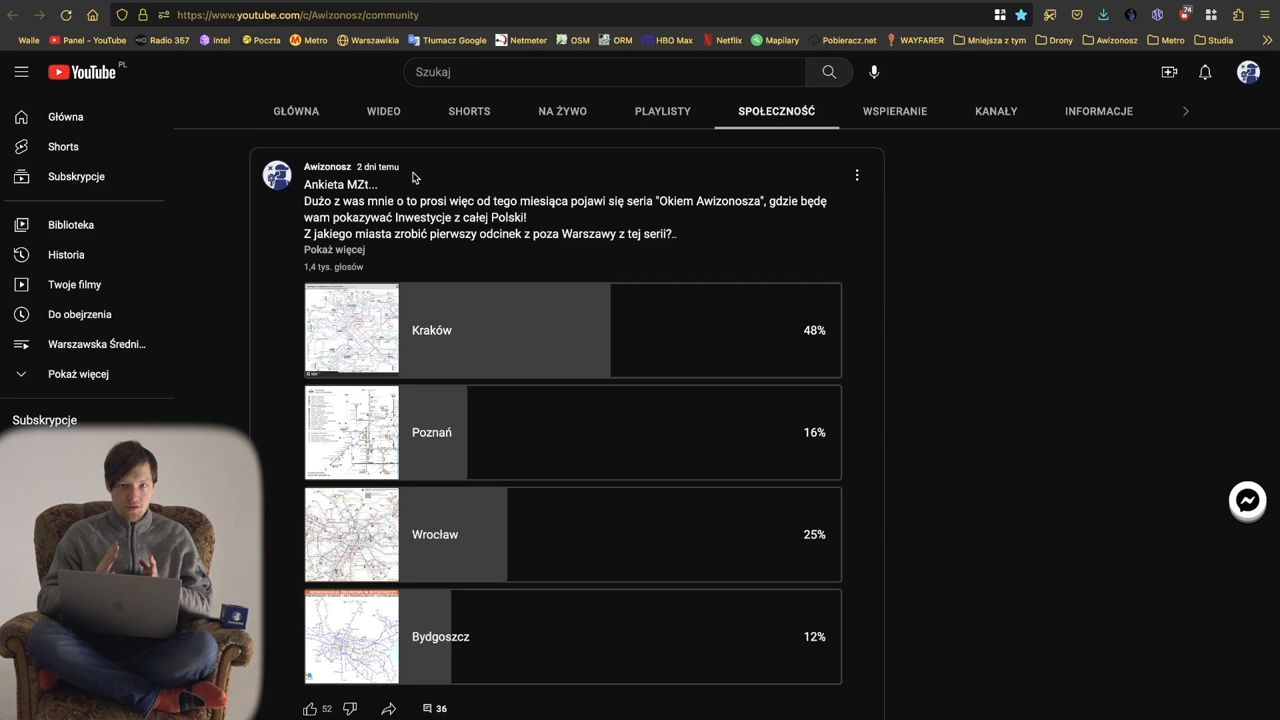 https://www.youtube.com/c/Awizonosz/community
74
Walle
Panel - YouTube
Radio 357
Intel
Poczta
Metro
Warszawikia
Tłumacz Google
Netmeter
OSM
ORM
HBO Max
Netflix
Mapilary
Pobieracz.net
WAYFARER
Mniejsza z tym
Drony
Awizonosz
Metro
Studia
YouTube PL
Szukaj
GŁÓWNA
WIDEO
SHORTS
NA ŻYWO
PLAYLISTY
SPOŁECZNOŚĆ
WSPIERANIE
KANAŁY
INFORMACJE
Główna
Shorts
Subskrypcje
Biblioteka
Historia
Twoje filmy
Do obejrzenia
Warszawska Średni...
Pokaż więcej
Subskrypcje
Awizonosz 2 dni temu
Ankieta MZt...
Dużo z was mnie o to prosi więc od tego miesiąca pojawi się seria "Okiem Awizonosza", gdzie będę
wam pokazywać Inwestycje z całej Polski!
Z jakiego miasta zrobić pierwszy odcinek z poza Warszawy z tej serii?..
Pokaż więcej
1,4 tys. głosów
Kraków 48%
Poznań 16%
Wrocław 25%
Bydgoszcz 12%
52
36